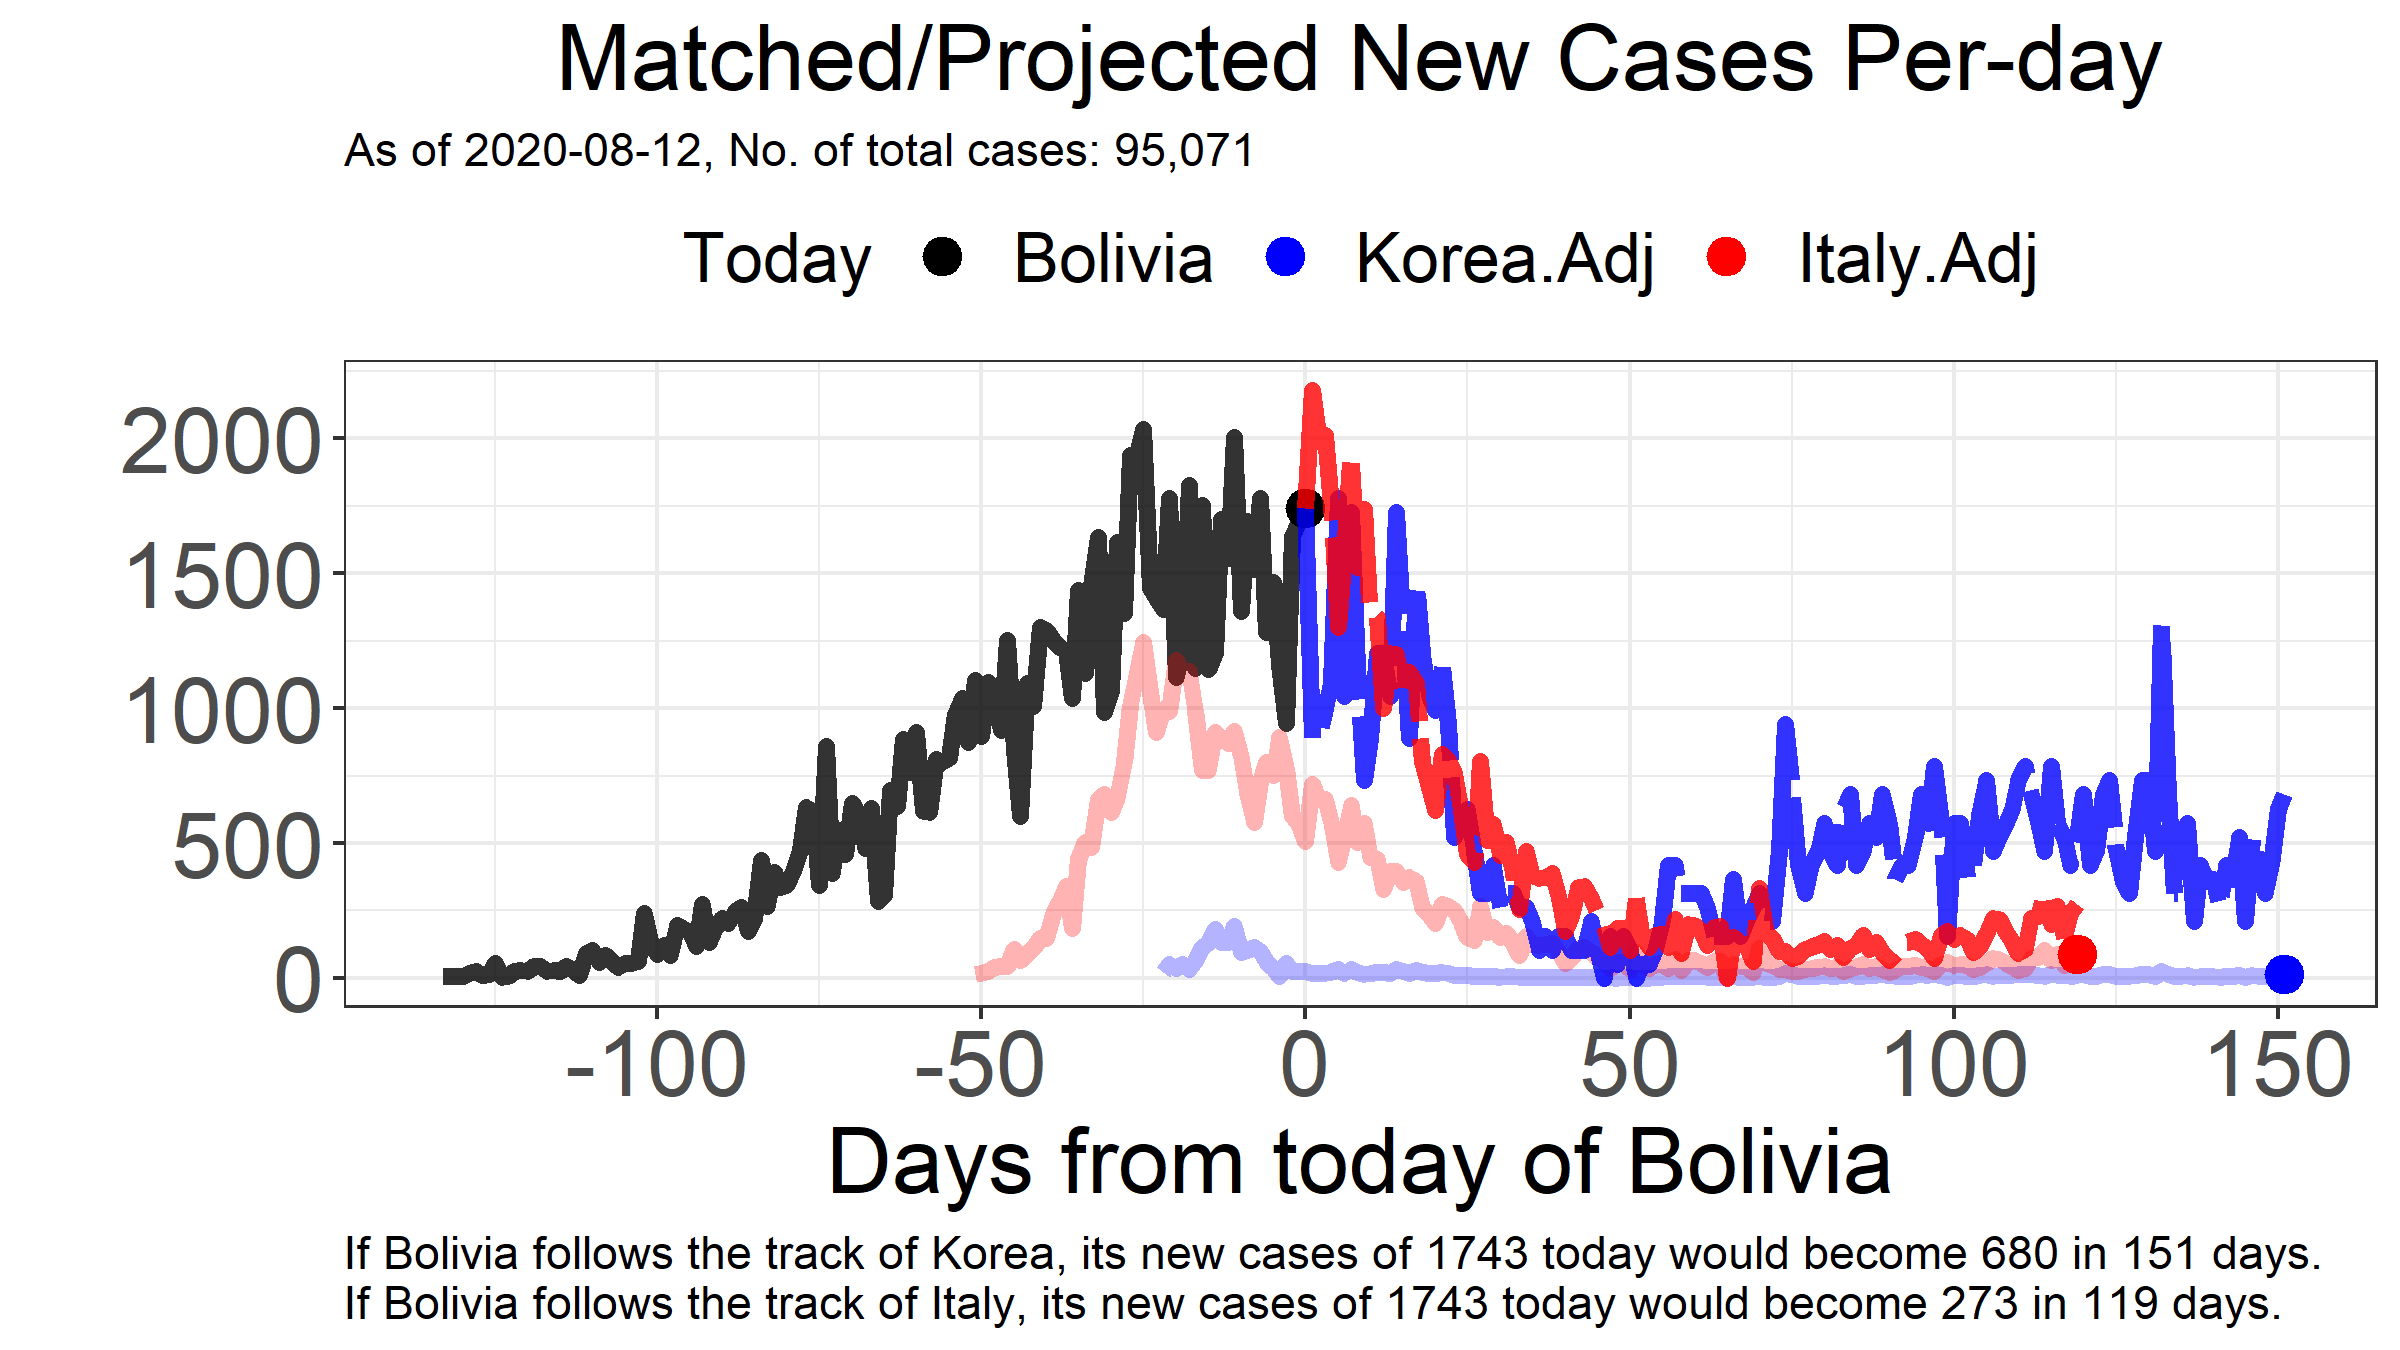 Matched/Projected New Cases Per-day
As of 2020-08-12, No. of total cases: 95,071
Today Bolivia Korea.Adj Italy.Adj
2000
1500
1000
500
0
-100 -50 0 50 100 150
Days from today of Bolivia
If Bolivia follows the track of Korea, its new cases of 1743 today would become 680 in 151 days.
If Bolivia follows the track of Italy, its new cases of 1743 today would become 273 in 119 days.